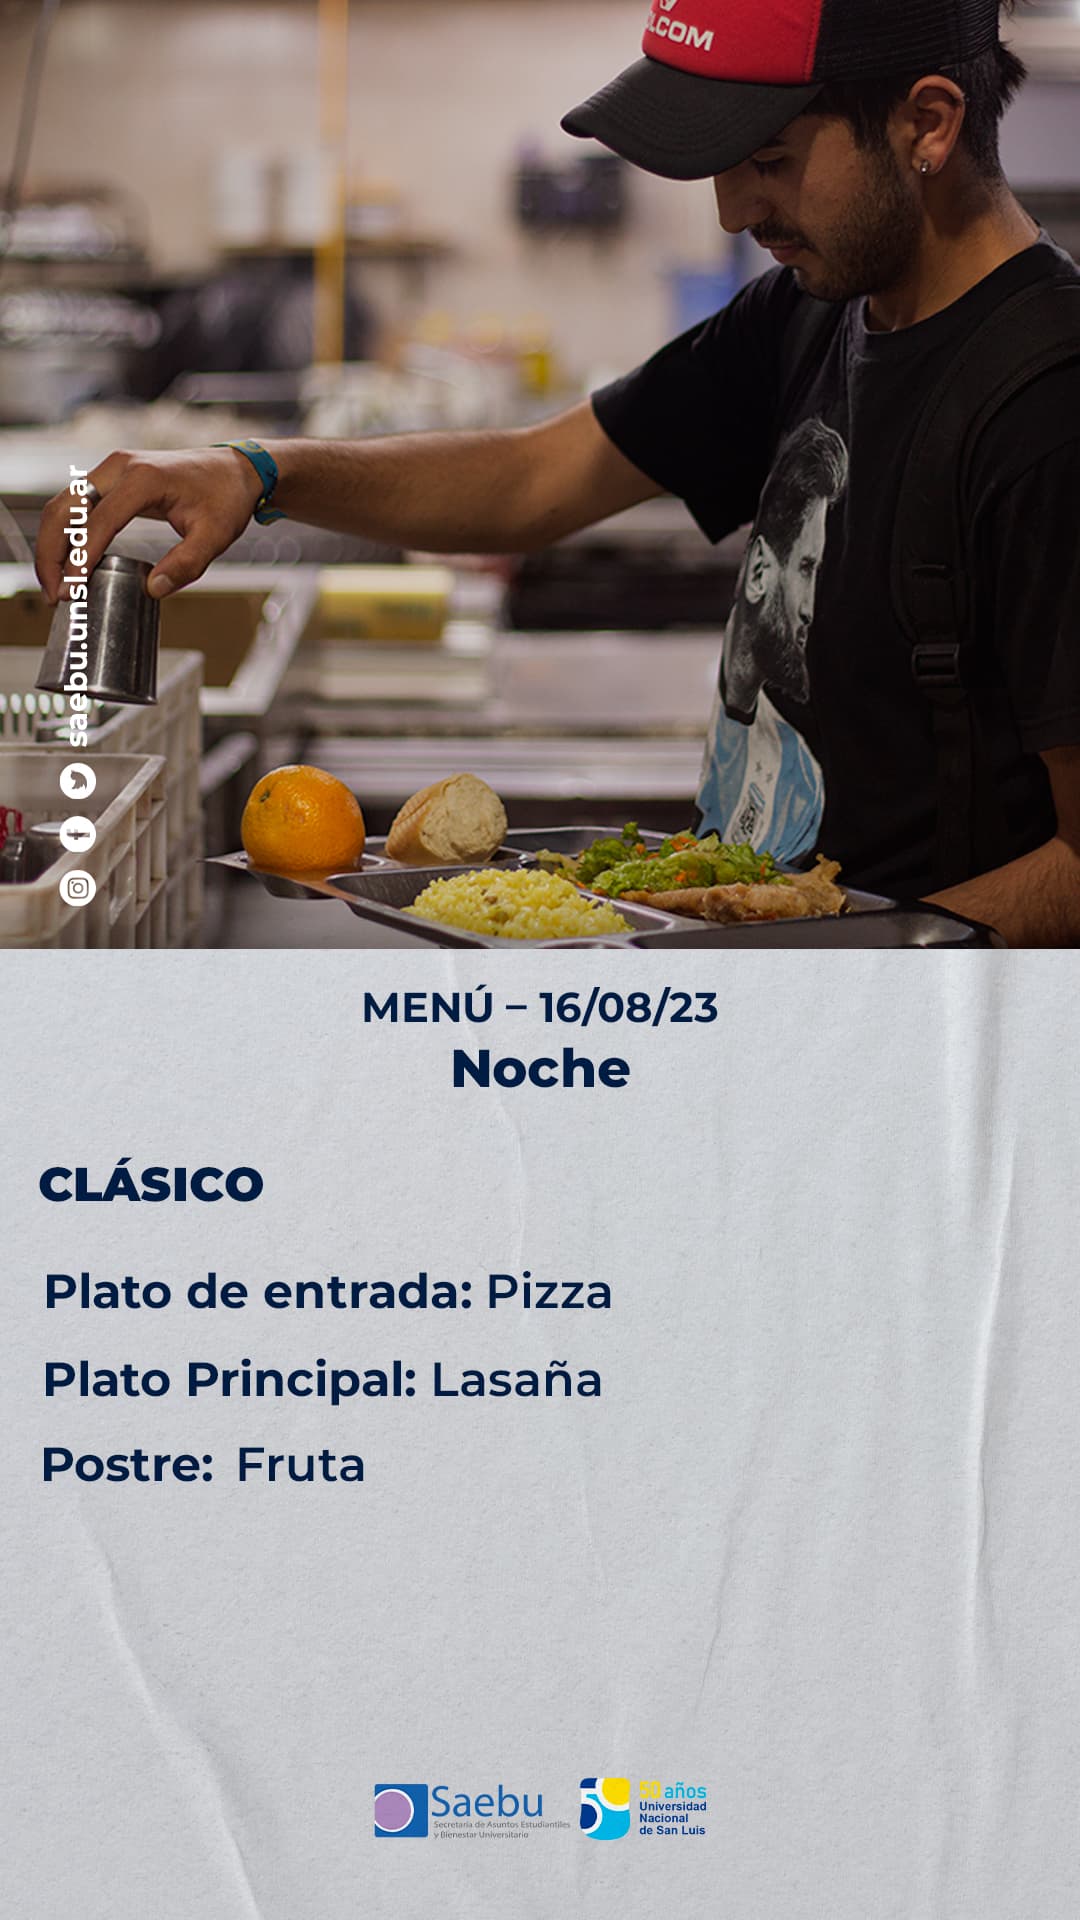 LCOM
saebu.unsl.edu.ar
MENÚ – 16/08/23
Noche
CLÁSICO
Plato de entrada: Pizza
Plato Principal: Lasaña
Postre: Fruta
Saebu
Secretaría de Asuntos Estudiantiles
y Bienestar Universitario
50 años
Universidad
Nacional
de San Luis